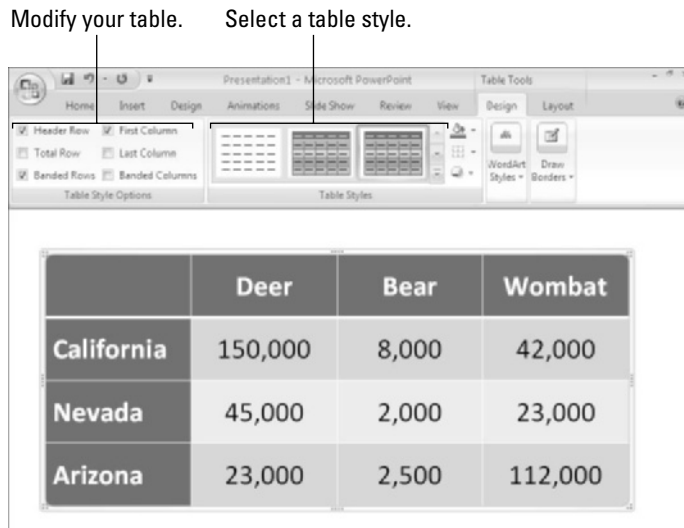 Modify your table. Select a table style.
Presentation1 - Microsoft PowerPoint Table Tools
Home Insert Design Animations Slide Show Review View Design Layout
Header Row First Column
Total Row Last Column
Banded Rows Banded Columns
WordArt Styles Draw Borders
Table Style Options Table Styles
Deer Bear Wombat
California 150,000 8,000 42,000
Nevada 45,000 2,000 23,000
Arizona 23,000 2,500 112,000